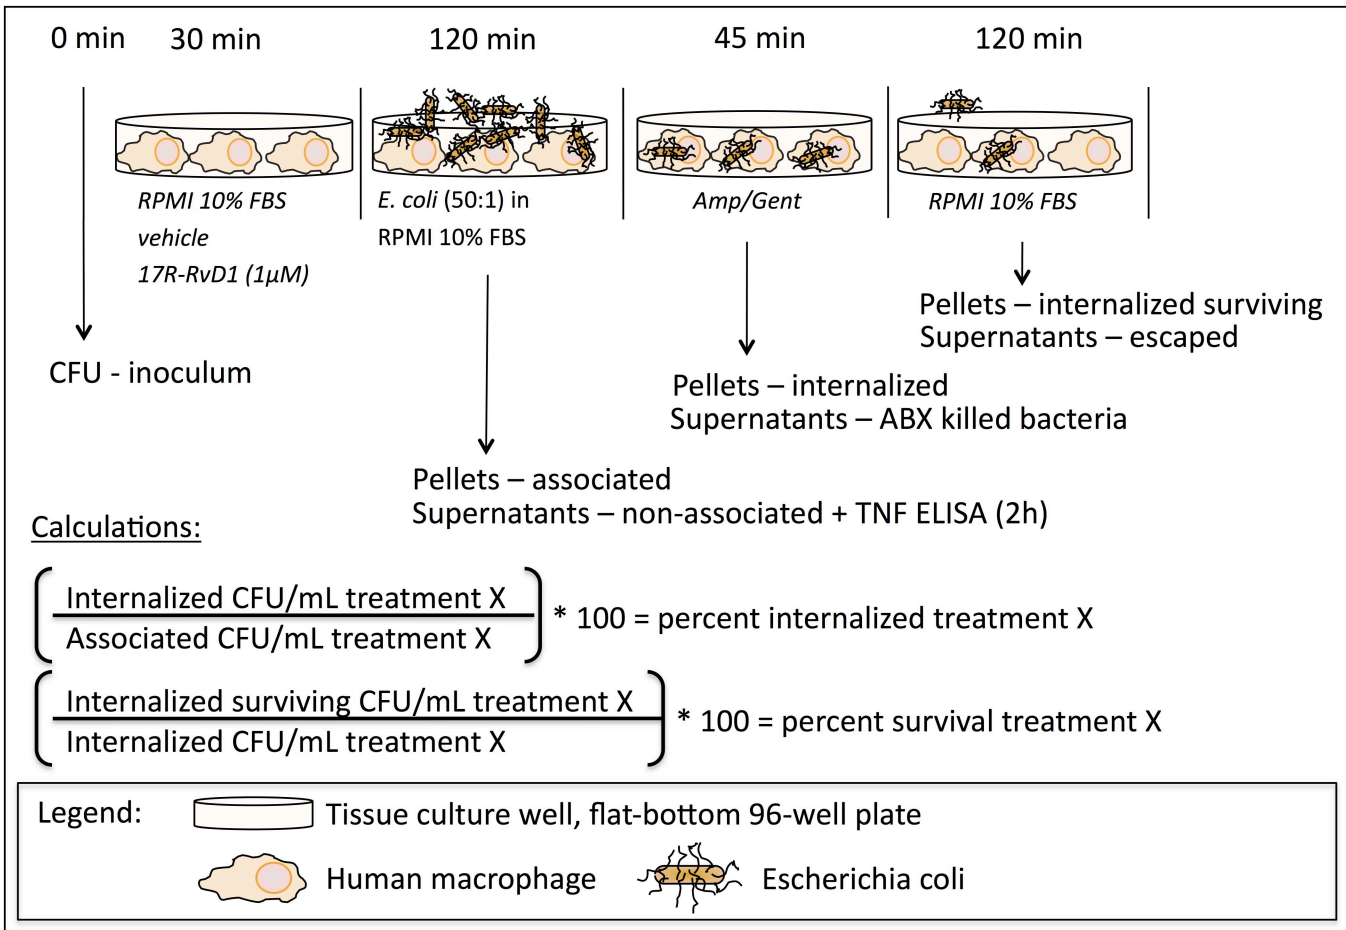 0 min 30 min 120 min 45 min 120 min
RPMI 10% FBS
vehicle
17R-RvD1 (1µM)
E. coli (50:1) in
RPMI 10% FBS
Amp/Gent
RPMI 10% FBS
CFU - inoculum
Pellets – internalized surviving
Supernatants – escaped
Pellets – internalized
Supernatants – ABX killed bacteria
Pellets – associated
Supernatants – non-associated + TNF ELISA (2h)
Calculations:
Internalized CFU/mL treatment X
Associated CFU/mL treatment X
* 100 = percent internalized treatment X
Internalized surviving CFU/mL treatment X
Internalized CFU/mL treatment X
* 100 = percent survival treatment X
Legend:
Tissue culture well, flat-bottom 96-well plate
Human macrophage
Escherichia coli